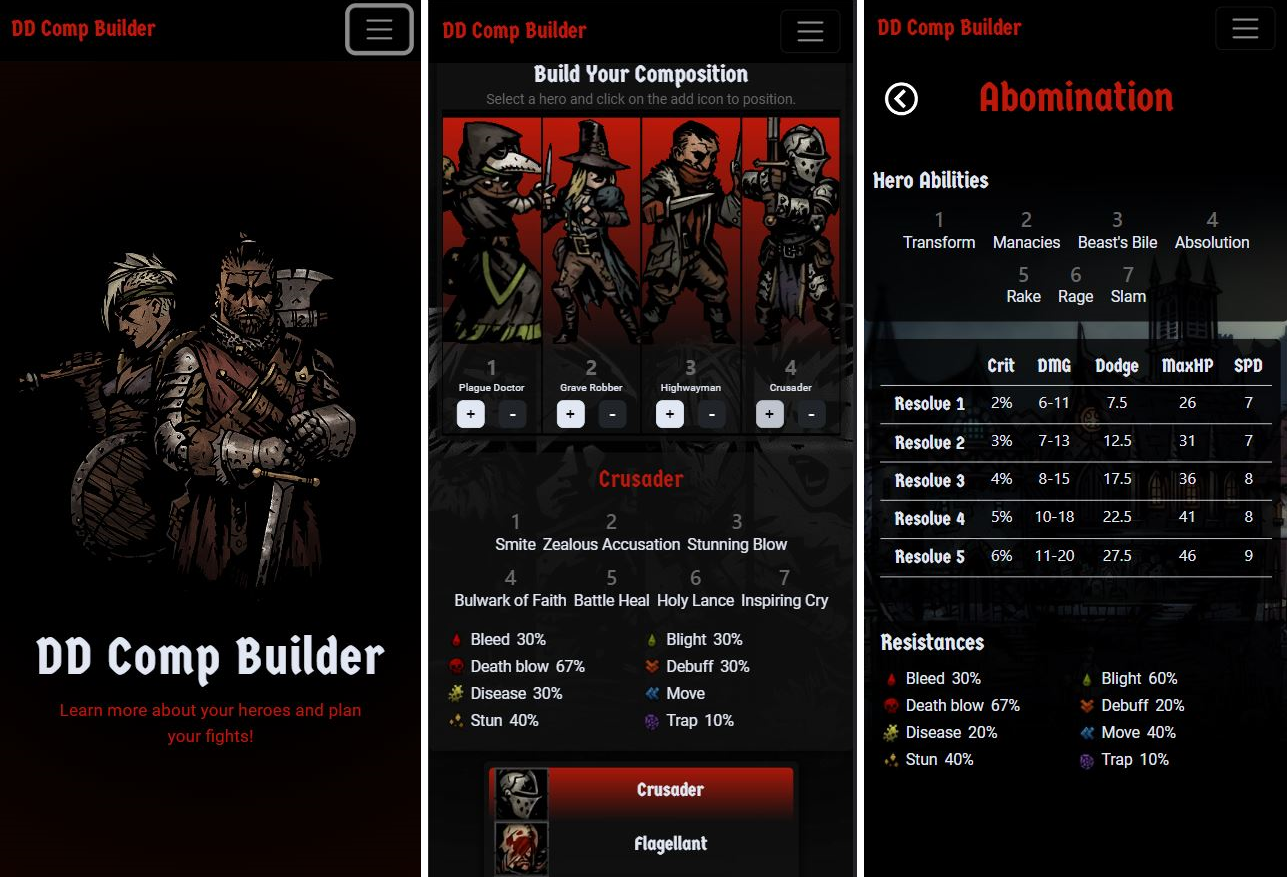 DD Comp Builder
DD Comp Builder
Learn more about your heroes and plan
your fights!
DD Comp Builder
Build Your Composition
Select a hero and click on the add icon to position.
1 2 3 4
Plague Doctor Grave Robber Highwayman Crusader
+ - + - + - + -
Crusader
1 2 3
Smite Zealous Accusation Stunning Blow
4 5 6 7
Bulwark of Faith Battle Heal Holy Lance Inspiring Cry
Bleed 30% Blight 30%
Death blow 67% Debuff 30%
Disease 30% Move
Stun 40% Trap 10%
Crusader
Flagellant
DD Comp Builder
Abomination
Hero Abilities
1 2 3 4
Transform Manacies Beast's Bile Absolution
5 6 7
Rake Rage Slam
Crit DMG Dodge MaxHP SPD
Resolve 1 2% 6-11 7.5 26 7
Resolve 2 3% 7-13 12.5 31 7
Resolve 3 4% 8-15 17.5 36 8
Resolve 4 5% 10-18 22.5 41 8
Resolve 5 6% 11-20 27.5 46 9
Resistances
Bleed 30% Blight 60%
Death blow 67% Debuff 20%
Disease 20% Move 40%
Stun 40% Trap 10%